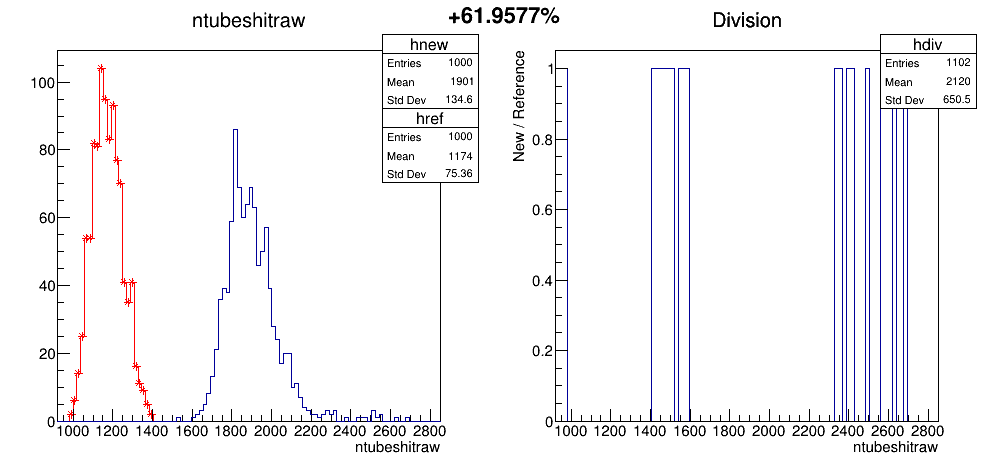 +61.9577%
ntubeshitraw
hnew
Entries 1000
Mean 1901
Std Dev 134.6
href
Entries 1000
Mean 1174
Std Dev 75.36
100
80
60
40
20
0
1000 1200 1400 1600 1800 2000 2200 2400 2600 2800
ntubeshitraw
Division
hdiv
Entries 1102
Mean 2120
Std Dev 650.5
New / Reference
1
0.8
0.6
0.4
0.2
0
1000 1200 1400 1600 1800 2000 2200 2400 2600 2800
ntubeshitraw